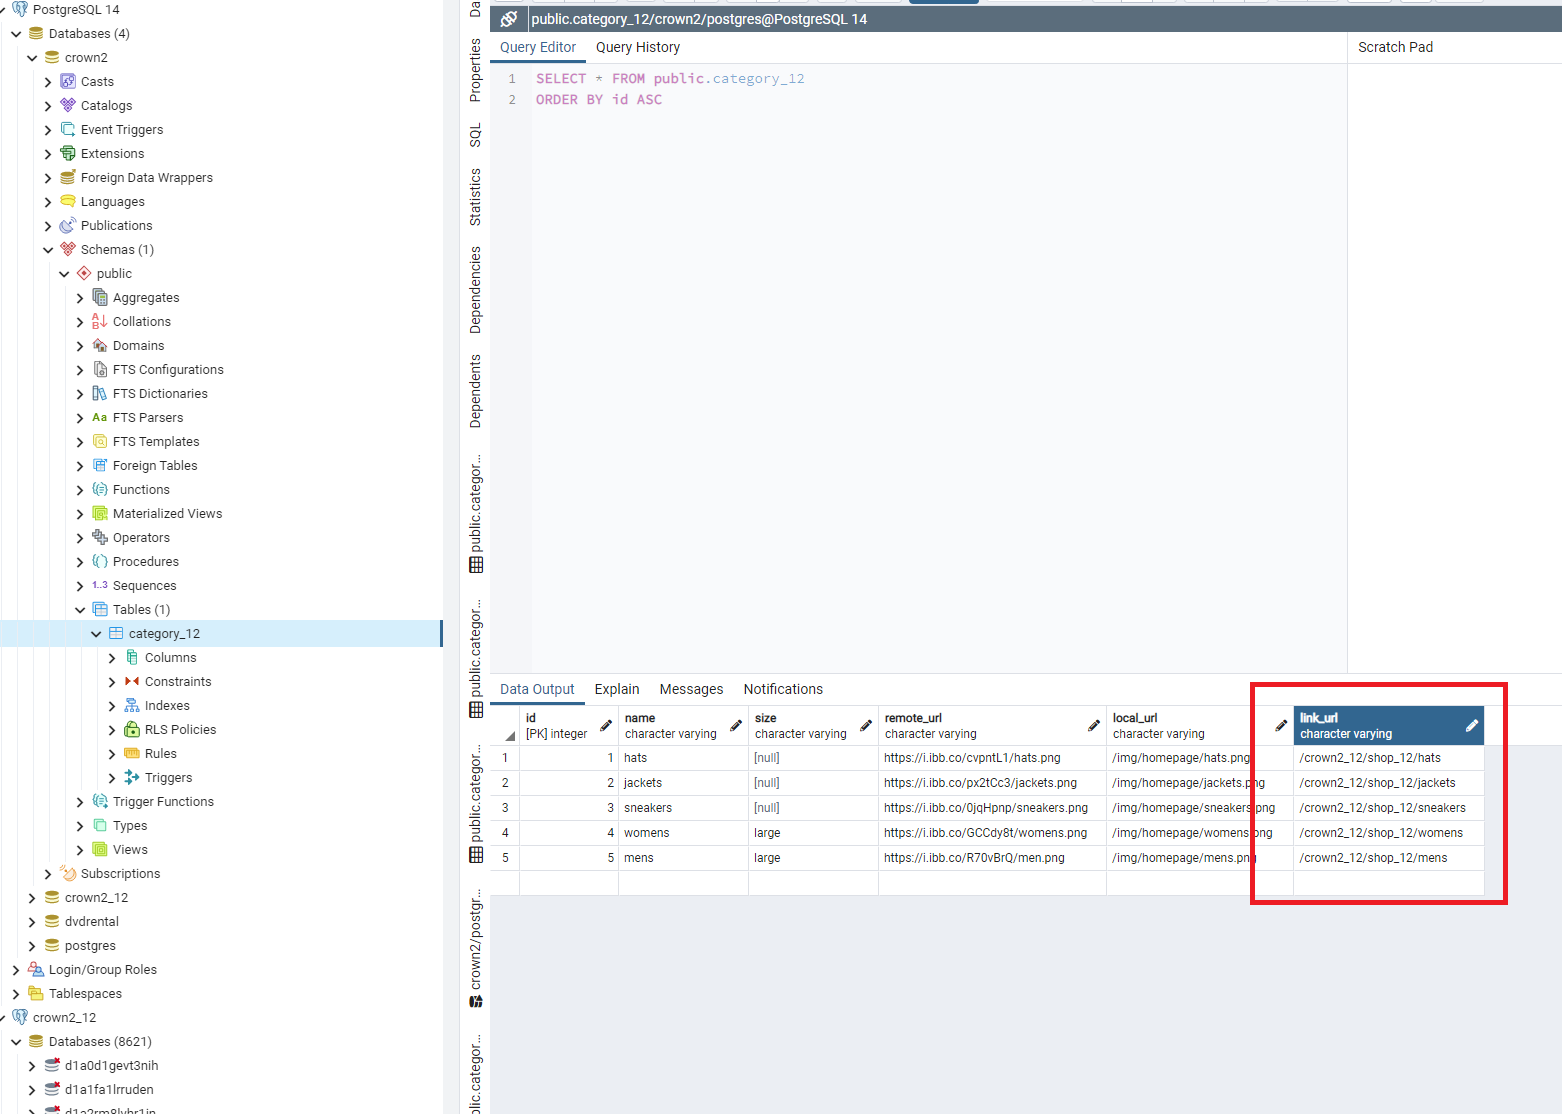 PostgreSQL 14
Databases (4)
crown2
Casts
Catalogs
Event Triggers
Extensions
Foreign Data Wrappers
Languages
Publications
Schemas (1)
public
Aggregates
Collations
Domains
FTS Configurations
FTS Dictionaries
Aa FTS Parsers
FTS Templates
Foreign Tables
Functions
Materialized Views
Operators
Procedures
1..3 Sequences
Tables (1)
category_12
Columns
Constraints
Indexes
RLS Policies
Rules
Triggers
Trigger Functions
Types
Views
Subscriptions
crown2_12
dvdrental
postgres
Login/Group Roles
Tablespaces
crown2_12
Databases (8621)
d1a0d1gevt3nih
d1a1fa1lrruden
Properties
SQL
Statistics
Dependencies
Dependents
public.categor...
public.categor...
public.categor...
crown2/postgr...
public.category_12/crown2/postgres@PostgreSQL 14
Query Editor Query History Scratch Pad
1 SELECT * FROM public.category_12
2 ORDER BY id ASC
Data Output Explain Messages Notifications
id name size remote_url local_url link_url
[PK] integer character varying character varying character varying character varying character varying
1 1 hats [null] https://i.ibb.co/cvpntL1/hats.png /img/homepage/hats.png /crown2_12/shop_12/hats
2 2 jackets [null] https://i.ibb.co/px2tCc3/jackets.png /img/homepage/jackets.png /crown2_12/shop_12/jackets
3 3 sneakers [null] https://i.ibb.co/0jqHpnp/sneakers.png /img/homepage/sneakers.png /crown2_12/shop_12/sneakers
4 4 womens large https://i.ibb.co/GCCdy8t/womens.png /img/homepage/womens.png /crown2_12/shop_12/womens
5 5 mens large https://i.ibb.co/R70vBrQ/men.png /img/homepage/mens.png /crown2_12/shop_12/mens